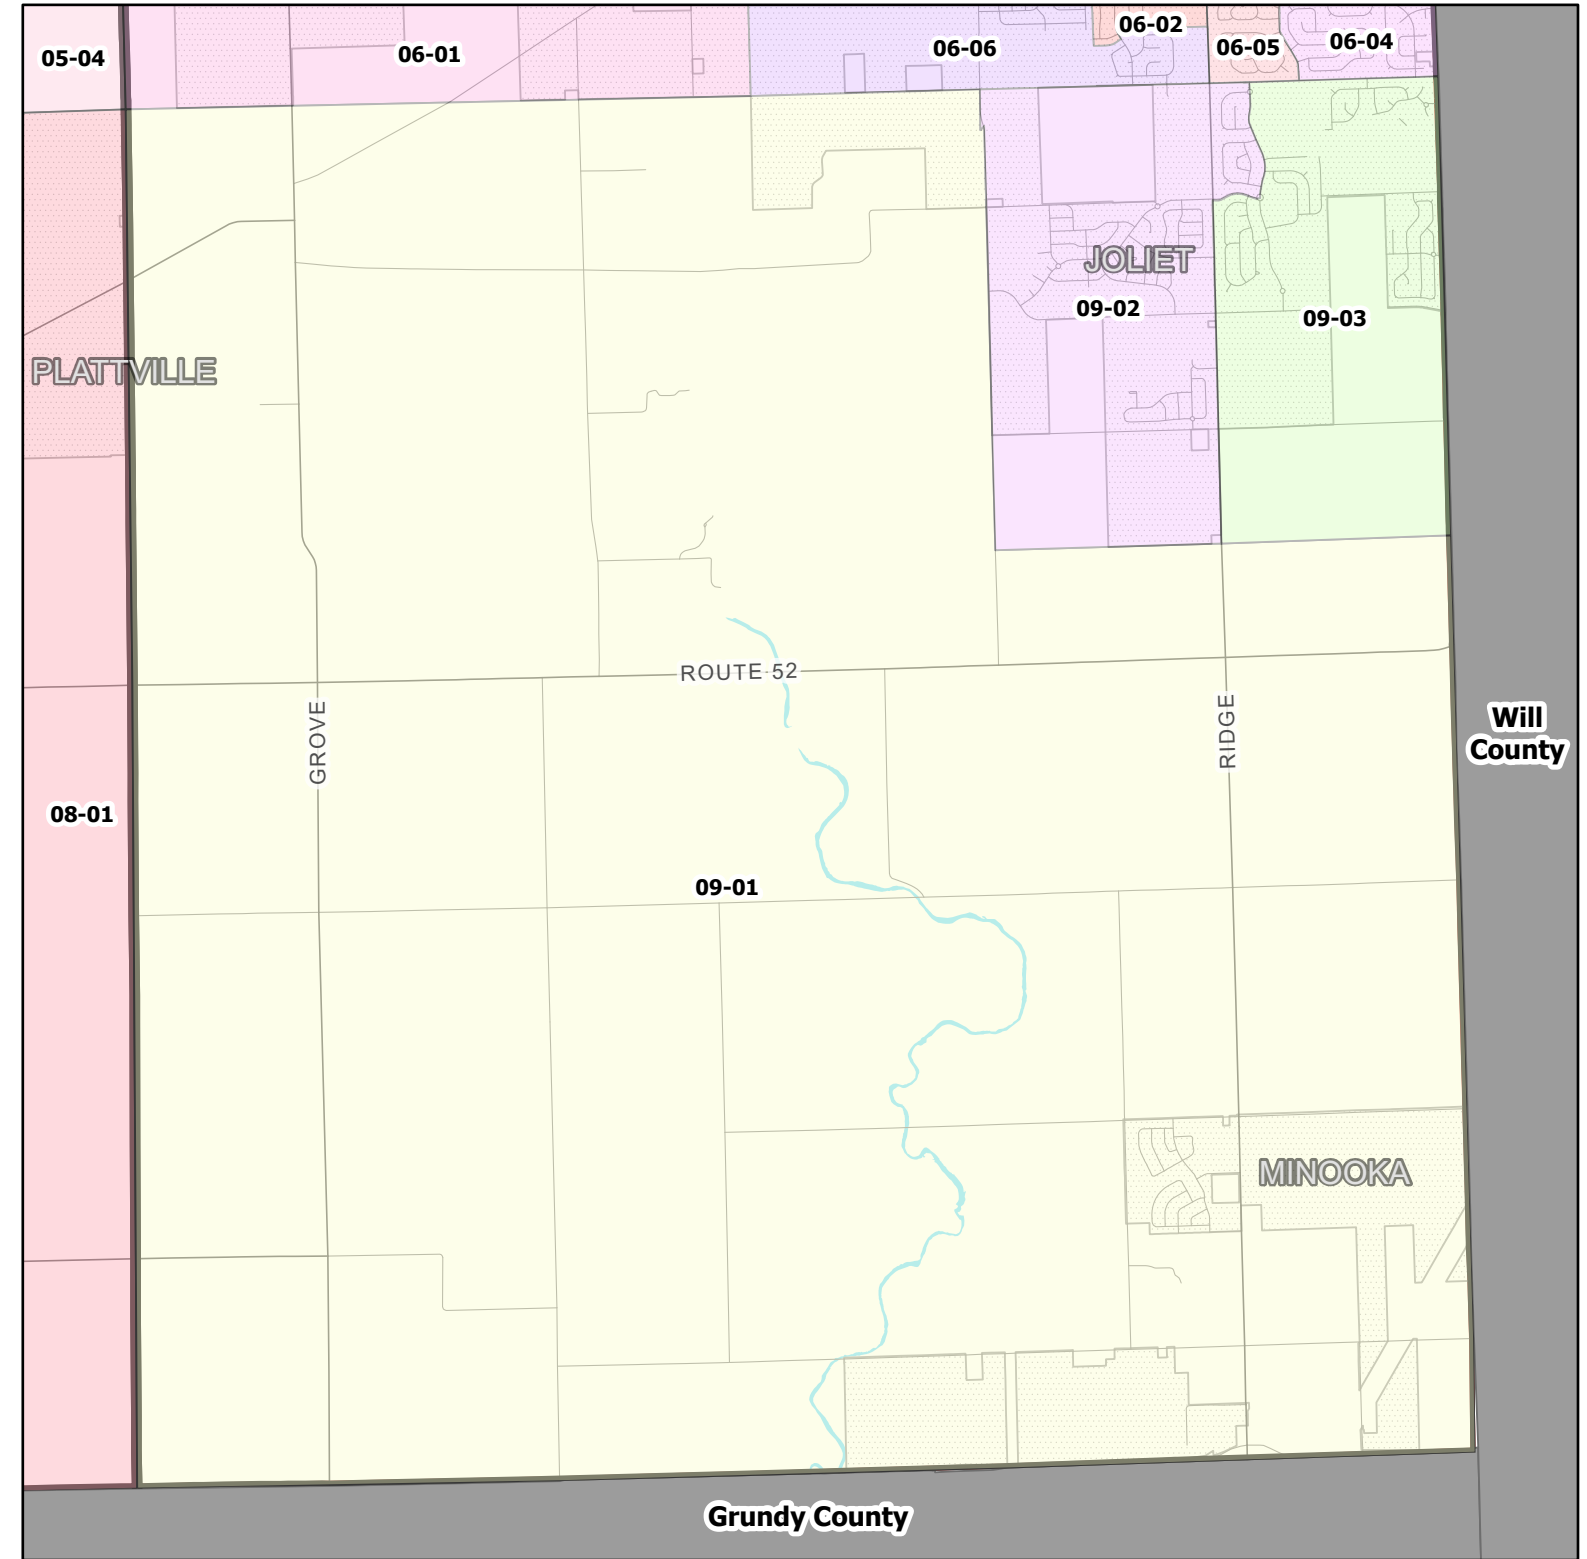 06-02
05-04
06-01
06-06
06-05
06-04
JOLIET
09-02
09-03
PLATTVILLE
ROUTE 52
GROVE
RIDGE
Will
County
08-01
09-01
MINOOKA
Grundy County